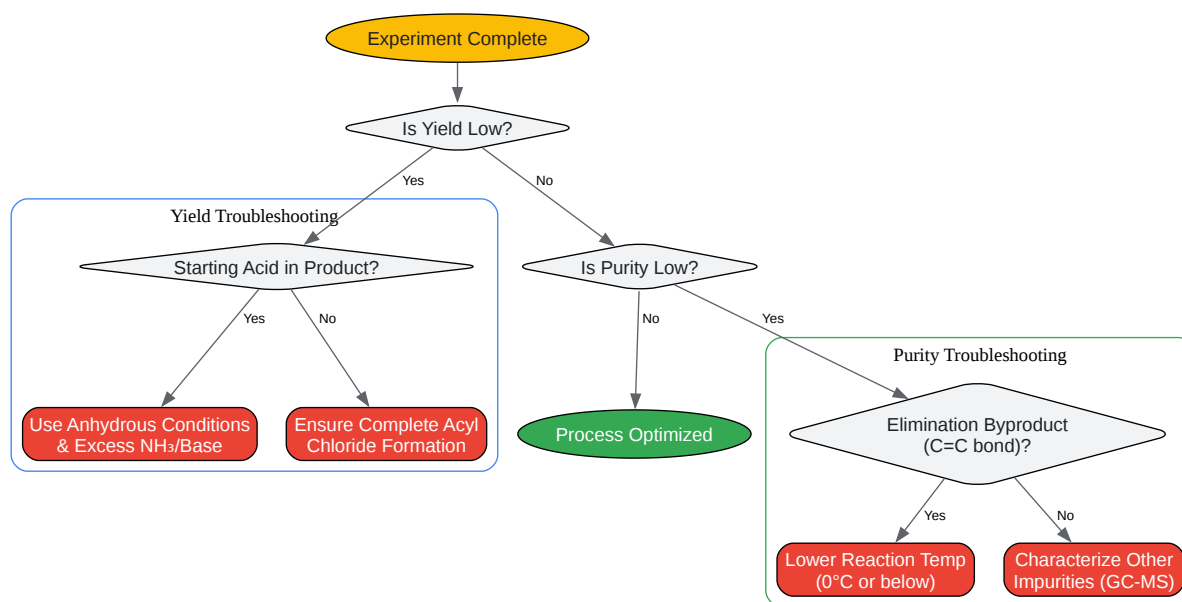 Experiment Complete
Is Yield Low?
Yes
No
Yield Troubleshooting
Starting Acid in Product?
Is Purity Low?
Yes
No
No
Yes
Purity Troubleshooting
Use Anhydrous Conditions
& Excess NH₃/Base
Ensure Complete Acyl
Chloride Formation
Process Optimized
Elimination Byproduct
(C=C bond)?
Yes
No
Lower Reaction Temp
(0°C or below)
Characterize Other
Impurities (GC-MS)